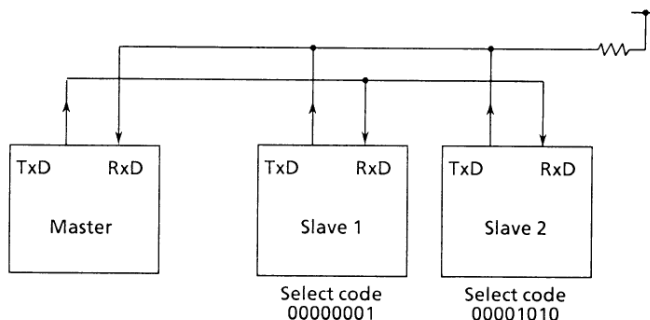 TxD RxD
Master
TxD RxD
Slave 1
Select code
00000001
TxD RxD
Slave 2
Select code
00001010